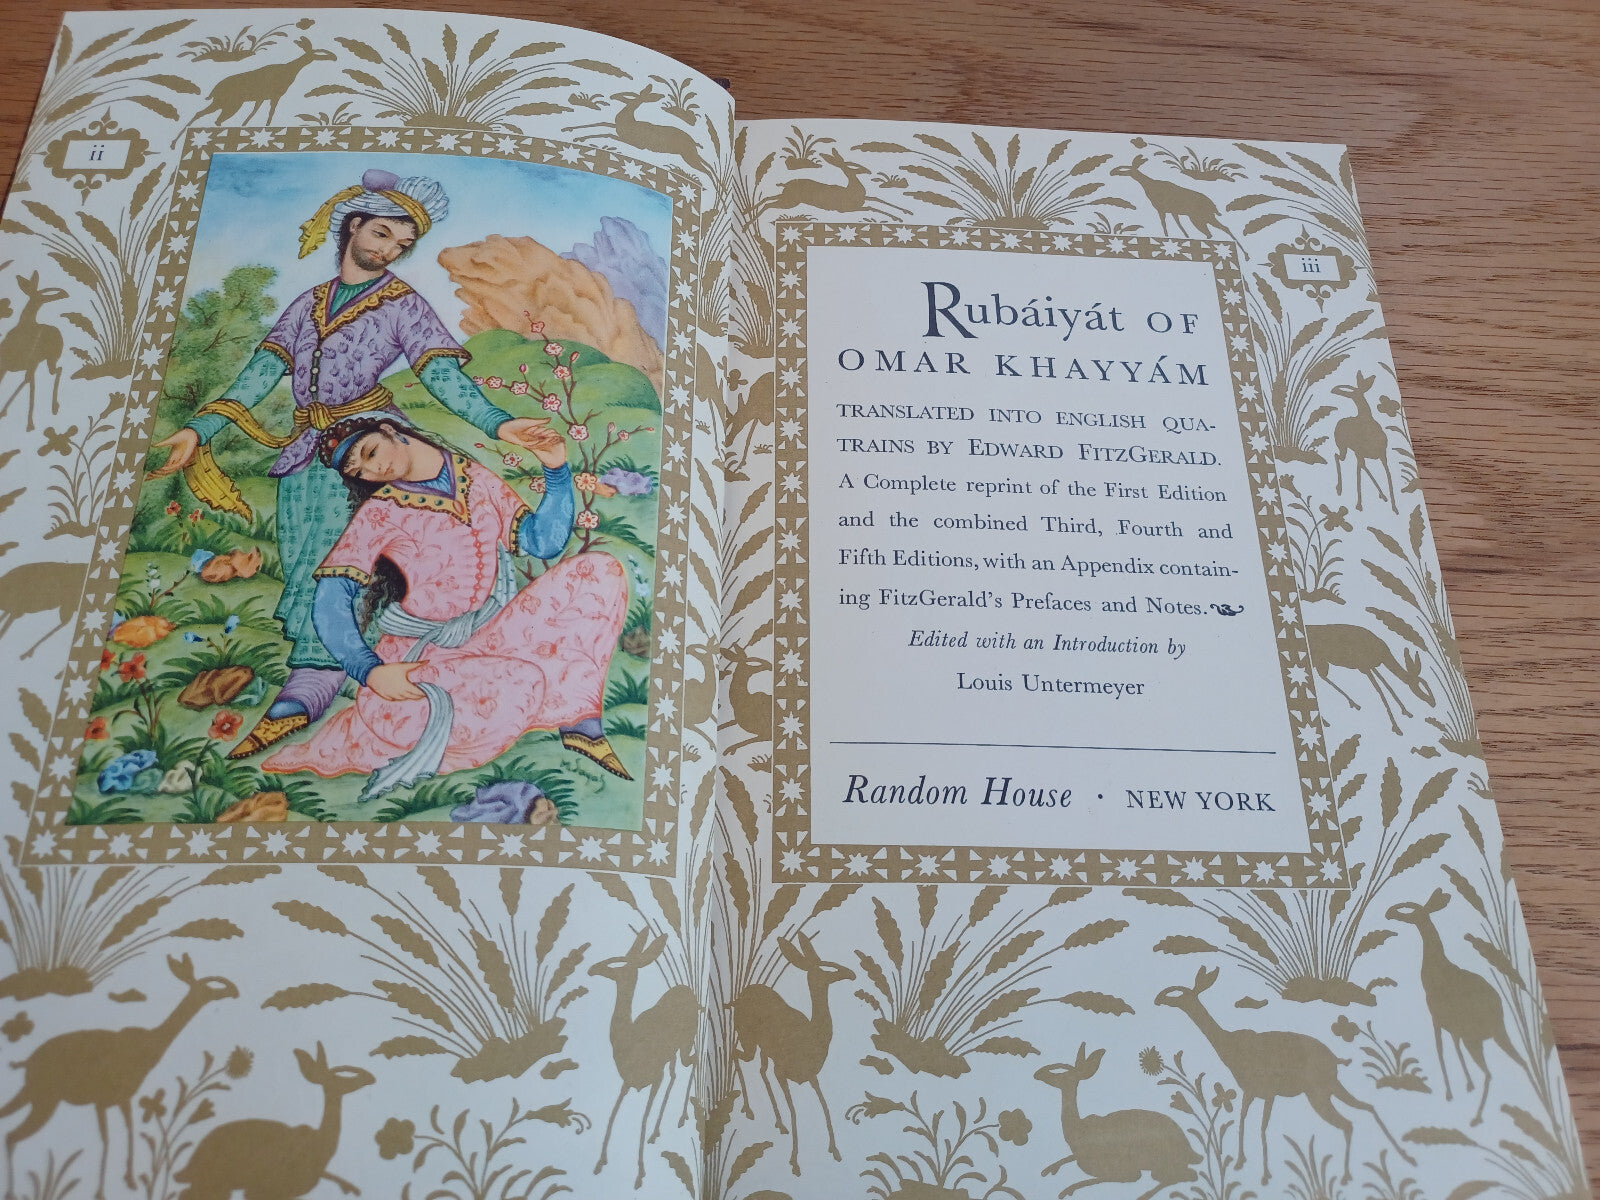 ii
iii
Rubáiyát OF
OMAR KHAYYÁM
TRANSLATED INTO ENGLISH QUA-
TRAINS BY EDWARD FITZGERALD.
A Complete reprint of the First Edition
and the combined Third, Fourth and
Fifth Editions, with an Appendix contain-
ing FitzGerald's Prefaces and Notes.
Edited with an Introduction by
Louis Untermeyer
Random House · NEW YORK